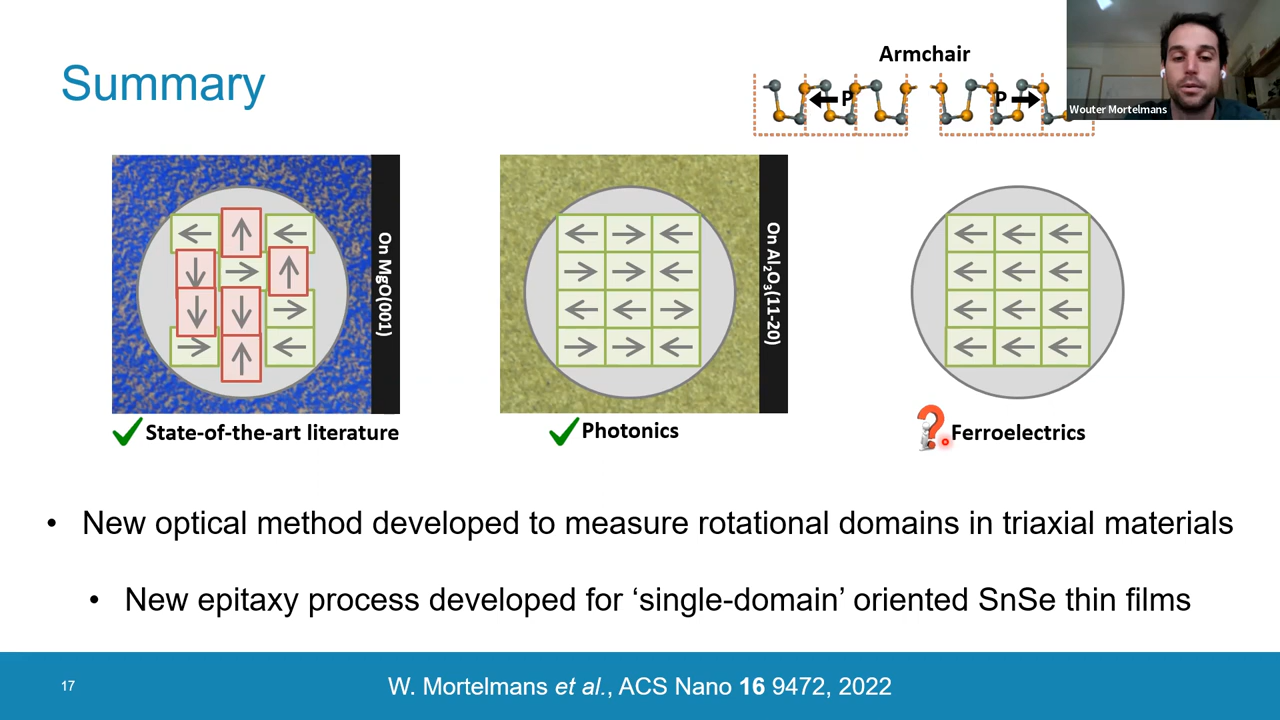 Summary
Armchair
P
P
Wouter Mortelmans
On MgO(001)
On Al₂O₃(11-20)
State-of-the-art literature
Photonics
?
Ferroelectrics
• New optical method developed to measure rotational domains in triaxial materials
• New epitaxy process developed for ‘single-domain’ oriented SnSe thin films
17
W. Mortelmans et al., ACS Nano 16 9472, 2022